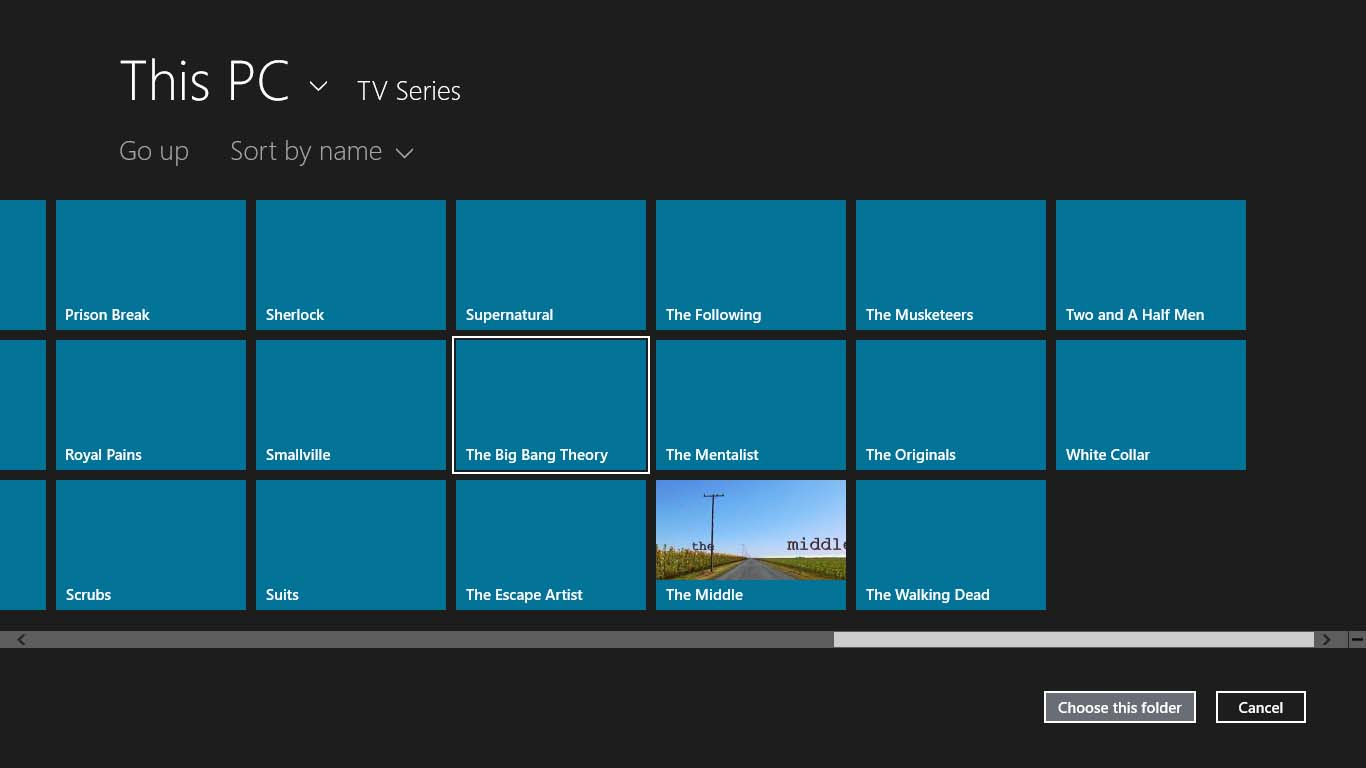 This PC TV Series
Go up Sort by name
Prison Break Sherlock Supernatural The Following The Musketeers Two and A Half Men
Royal Pains Smallville The Big Bang Theory The Mentalist The Originals White Collar
the middle
Scrubs Suits The Escape Artist The Middle The Walking Dead
Choose this folder Cancel